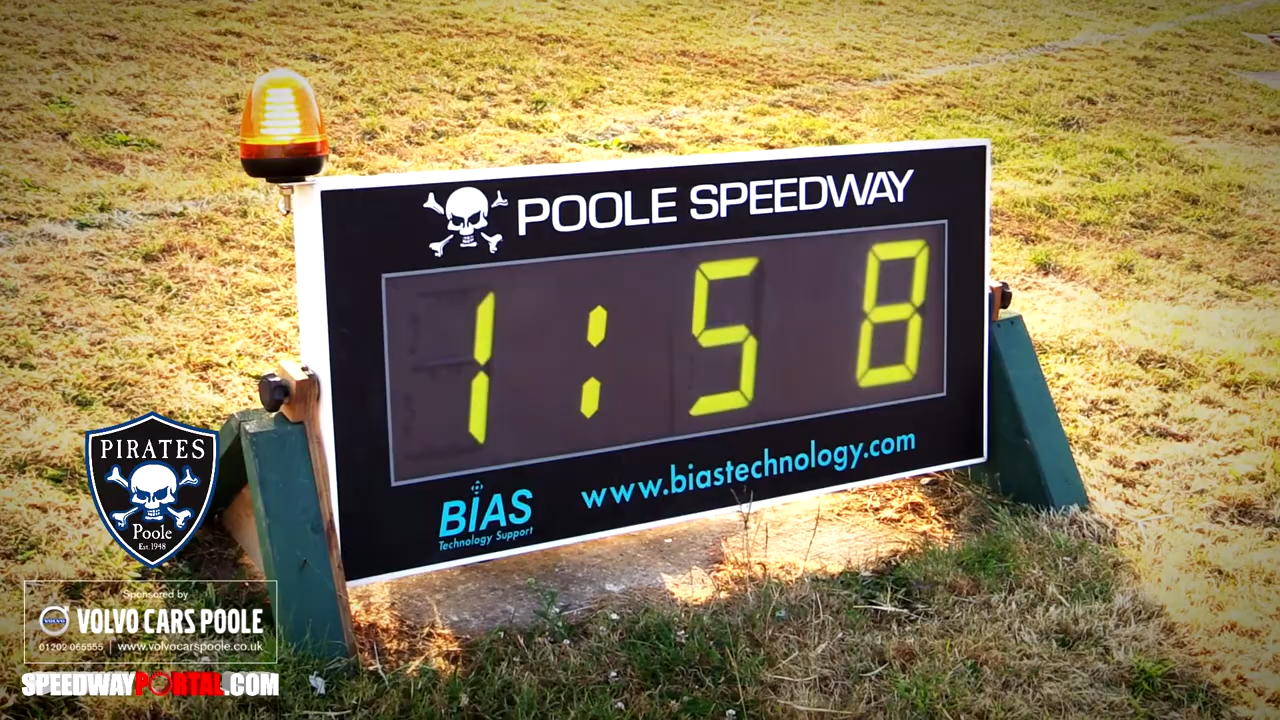 POOLE SPEEDWAY
1:58
BIAS
Technology Support
www.biastechnology.com
PIRATES
Poole
Est.1948
Sponsored by
VOLVO
VOLVO CARS POOLE
01202 065555 | www.volvocarspoole.co.uk
SPEEDWAYPORTAL.COM